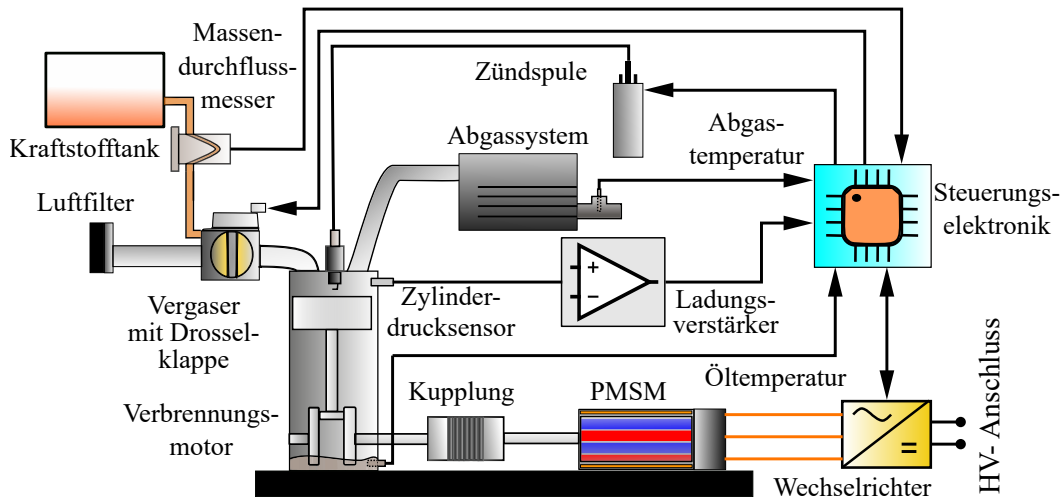 Massen-
durchfluss-
messer
Zündspule
Kraftstofftank
Abgassystem
Abgas-
temperatur
Luftfilter
Steuerungs-
elektronik
Vergaser
mit Drossel-
klappe
Zylinder-
drucksensor
+
−
Ladungs-
verstärker
Verbrennungs-
motor
Kupplung
PMSM
Öltemperatur
Wechselrichter
HV- Anschluss